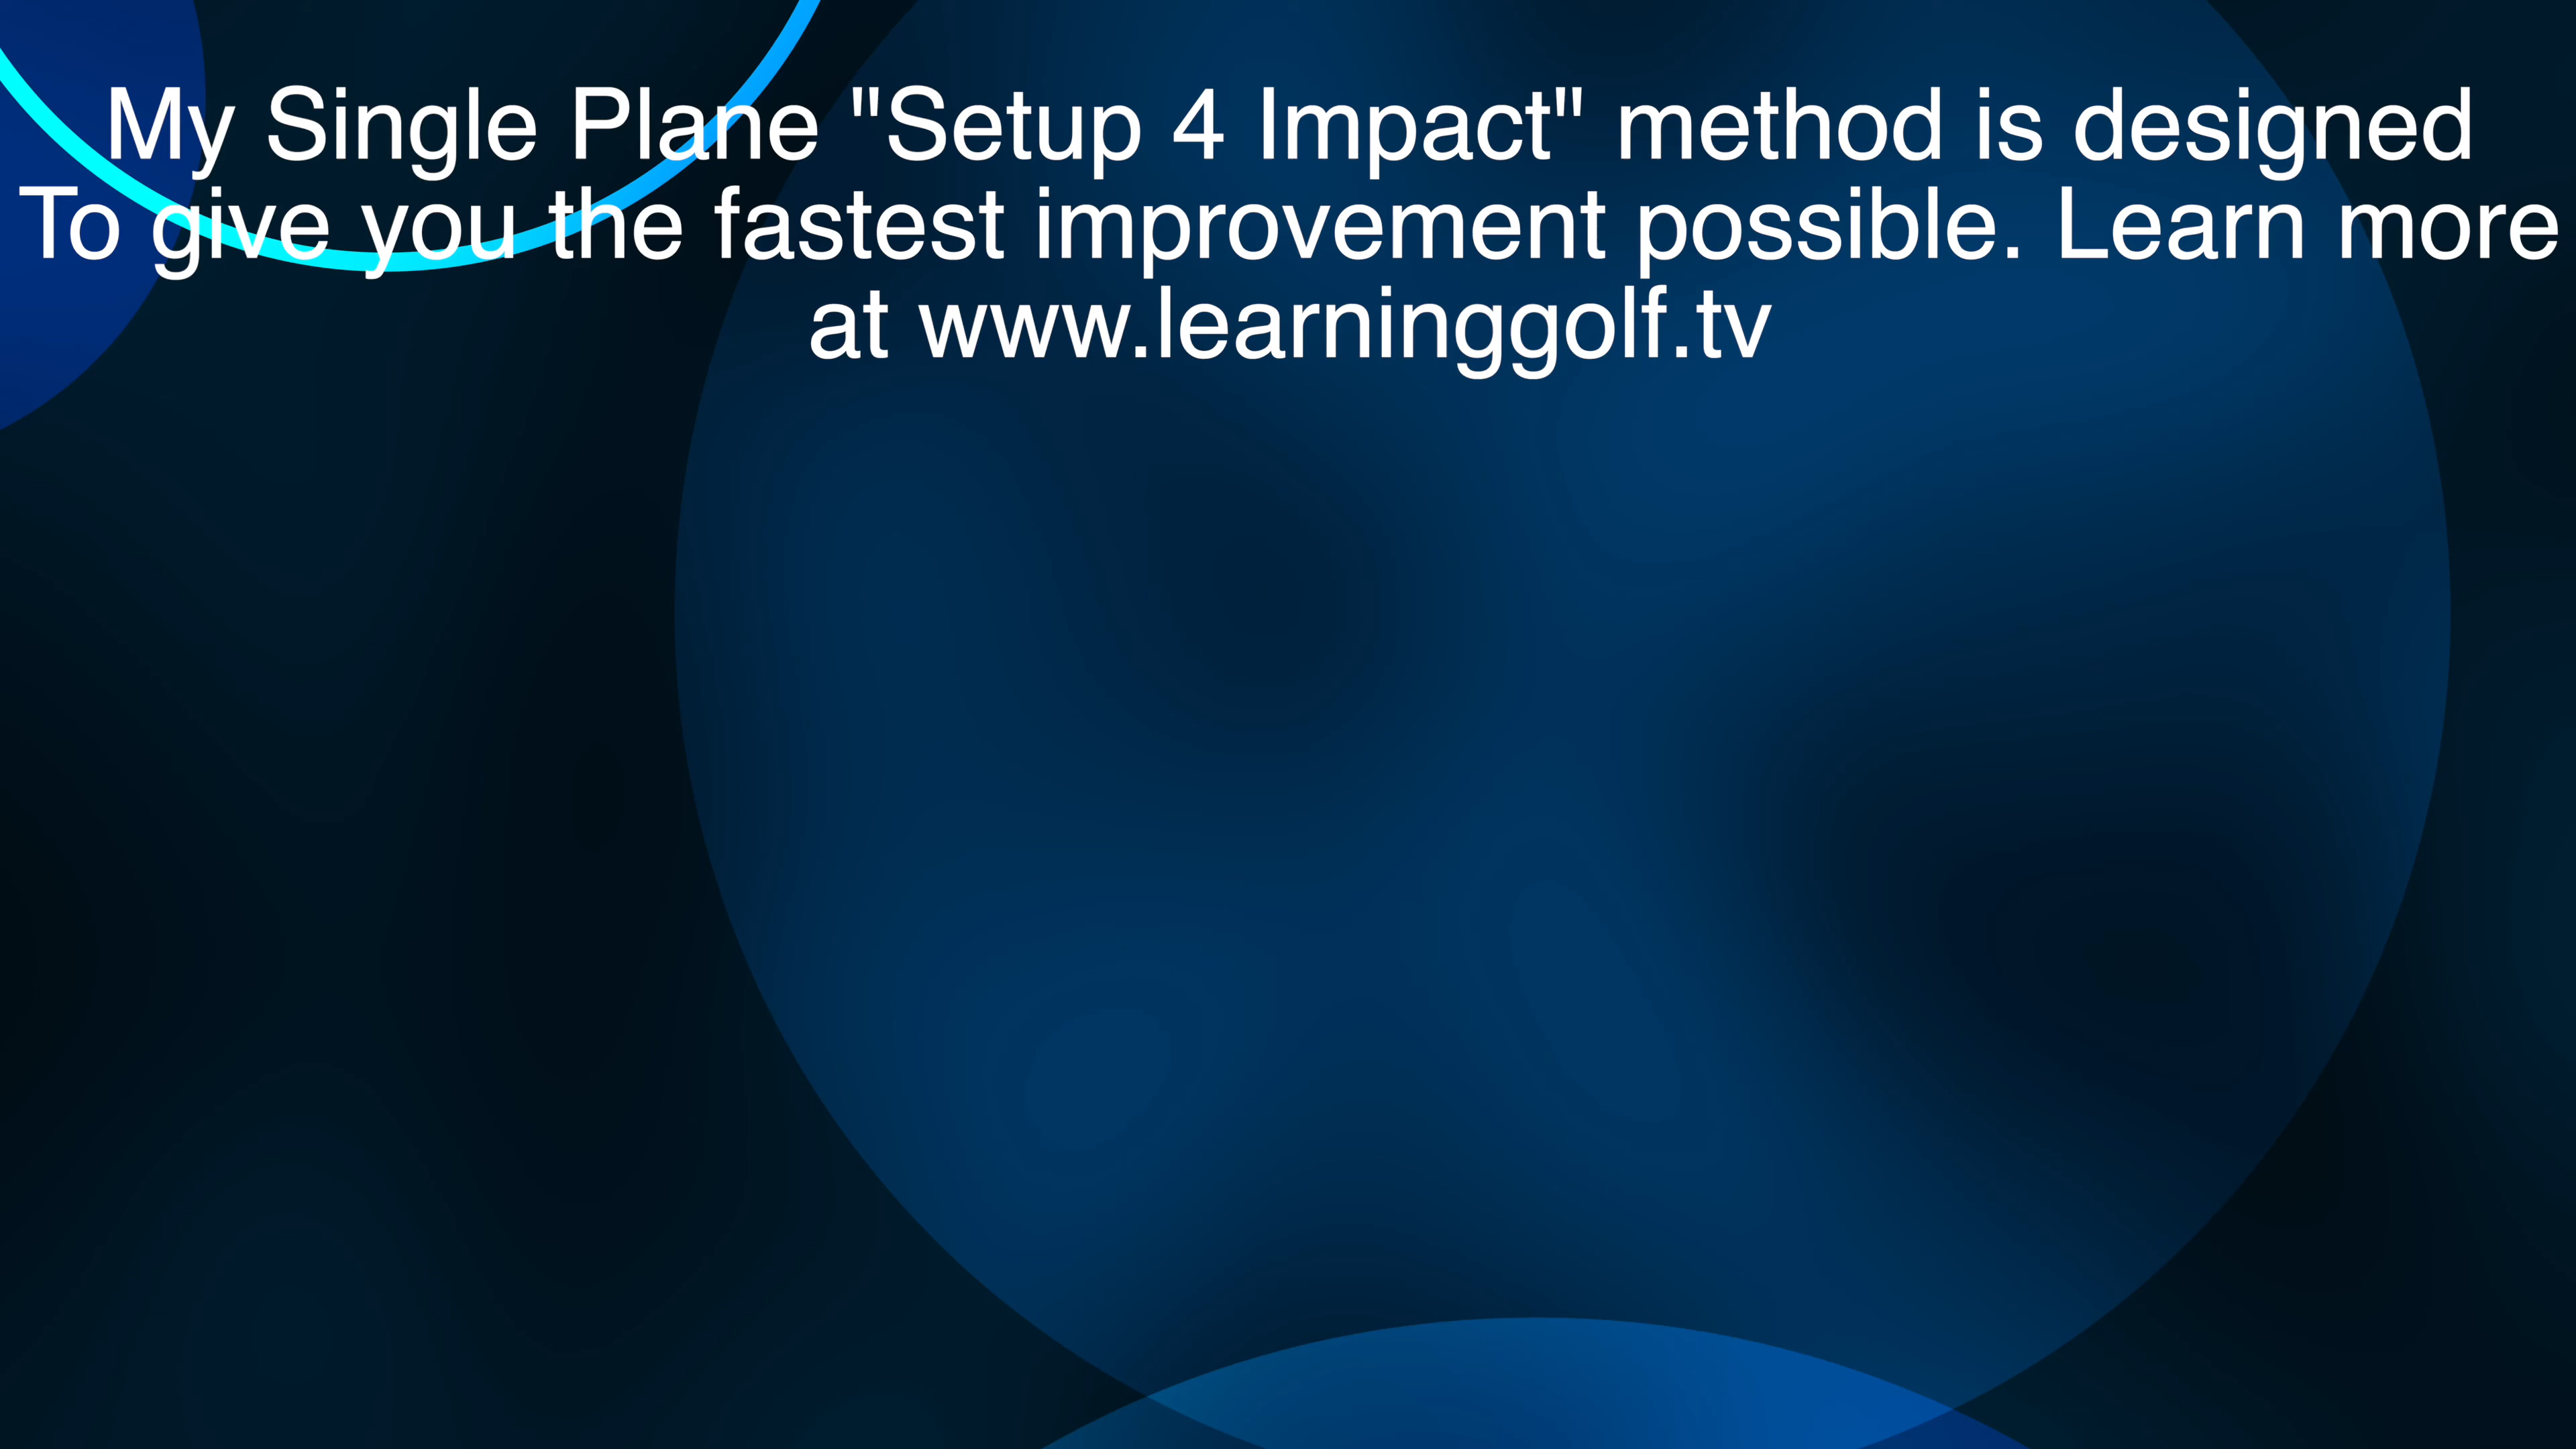 My Single Plane "Setup 4 Impact" method is designed
To give you the fastest improvement possible. Learn more
at www.learninggolf.tv